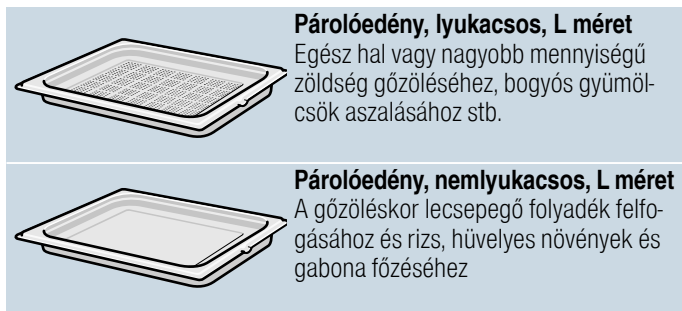 Párolóedény, lyukacsos, L méret
Egész hal vagy nagyobb mennyiségű
zöldség gőzöléséhez, bogyós gyümöl-
csök aszalásához stb.
Párolóedény, nemlyukacsos, L méret
A gőzöléskor lecsepegő folyadék felfo-
gásához és rizs, hüvelyes növények és
gabona főzéséhez